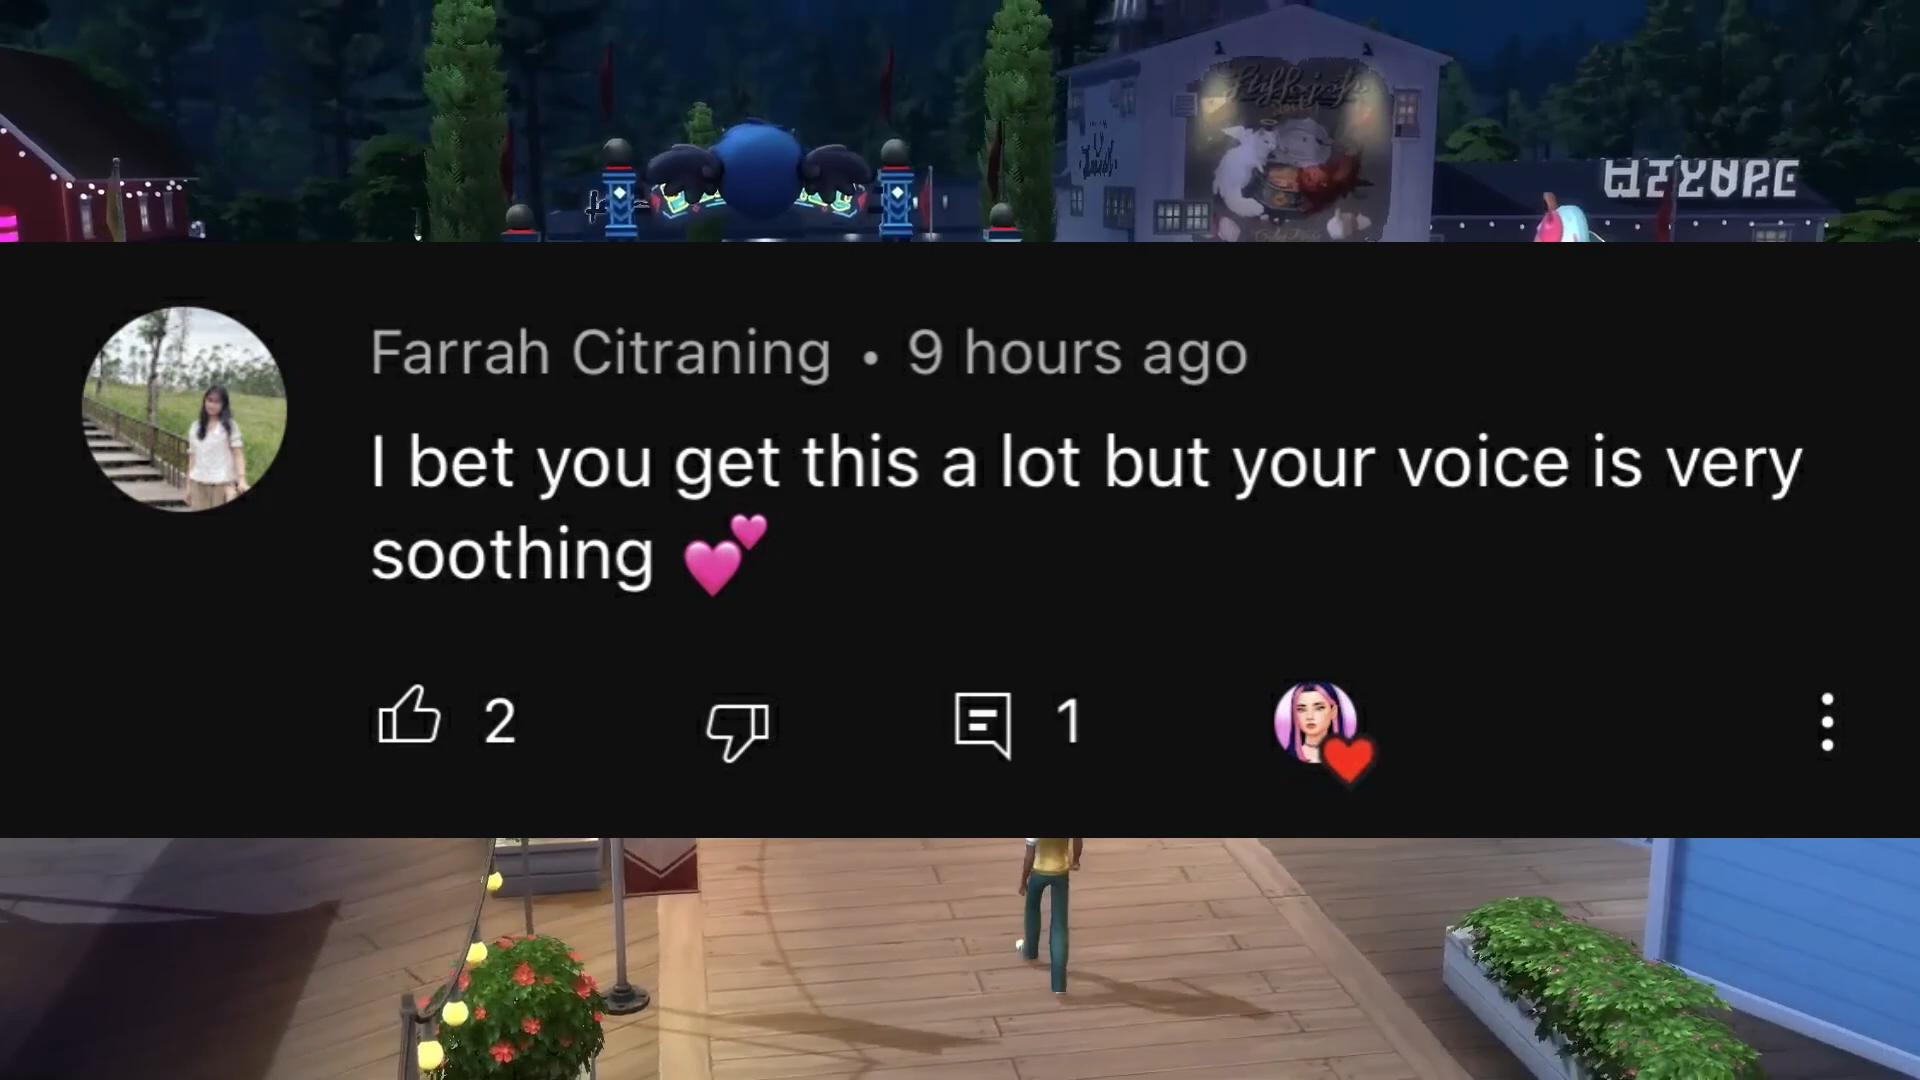 Farrah Citraning • 9 hours ago
I bet you get this a lot but your voice is very
soothing 💕
2
1